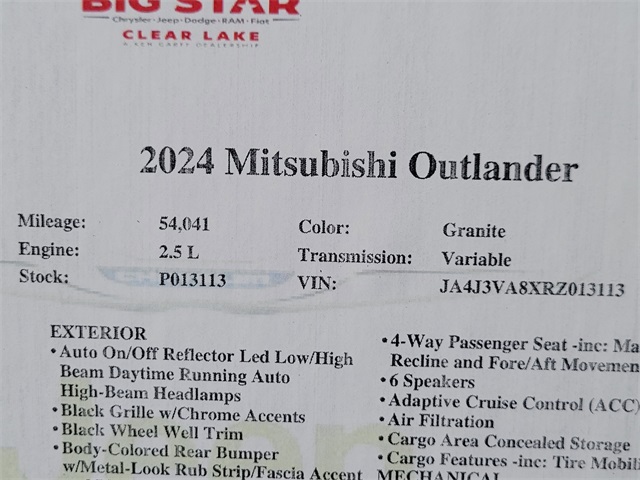 BIG STAR
Chrysler · Jeep · Dodge · RAM · Fiat
CLEAR LAKE
A KEN GARFF DEALERSHIP
2024 Mitsubishi Outlander
Mileage: 54,041 Color: Granite
Engine: 2.5 L Transmission: Variable
Stock: P013113 VIN: JA4J3VA8XRZ013113
EXTERIOR
•Auto On/Off Reflector Led Low/High
Beam Daytime Running Auto
High-Beam Headlamps
•Black Grille w/Chrome Accents
•Black Wheel Well Trim
•Body-Colored Rear Bumper
w/Metal-Look Rub Strip/Fascia Accent
•4-Way Passenger Seat -inc: Ma
Recline and Fore/Aft Movemen
•6 Speakers
•Adaptive Cruise Control (ACC)
•Air Filtration
•Cargo Area Concealed Storage
•Cargo Features -inc: Tire Mobili
MECHANICAL